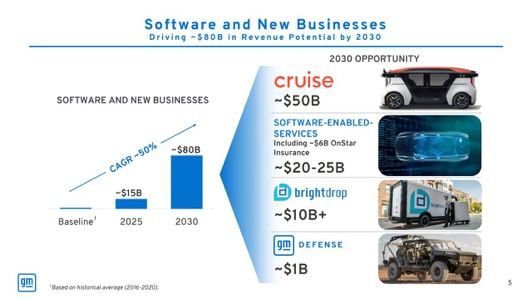 Software and New Businesses
Driving ~$80B in Revenue Potential by 2030
2030 OPPORTUNITY
SOFTWARE AND NEW BUSINESSES
CAGR ~50%
~$80B
~$15B
Baseline¹
2025
2030
cruise
~$50B
SOFTWARE-ENABLED-
SERVICES
Including ~$6B OnStar
Insurance
~$20-25B
brightdrop
~$10B+
gm DEFENSE
~$1B
gm
¹Based on historical average (2016-2020).
5